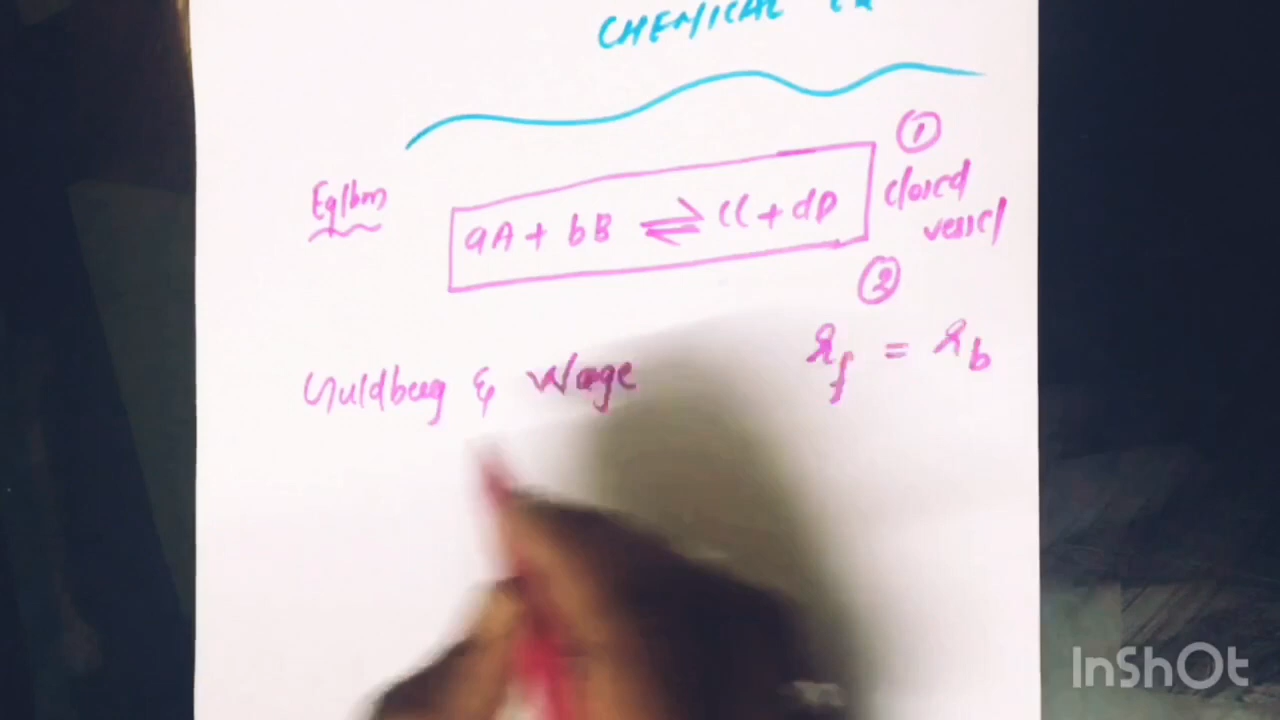 CHEMICAL
①
Eqlbm
aA + bB ⇌ cC + dD
closed
vessel
②
rf = rb
Guldberg & Waage
InShOt